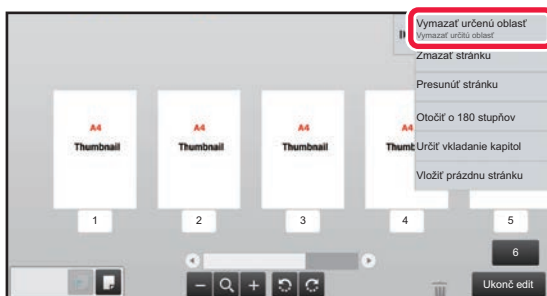 Vymazať určenú oblasť
Vymazať určitú oblasť
Zmazať stránku
Presunúť stránku
Otočiť o 180 stupňov
Určiť vkladanie kapitol
Vložiť prázdnu stránku
A4
Thumbnail
A4
Thumbnail
A4
Thumbnail
A4
Thumb
1
2
3
4
5
6
Ukonč edit